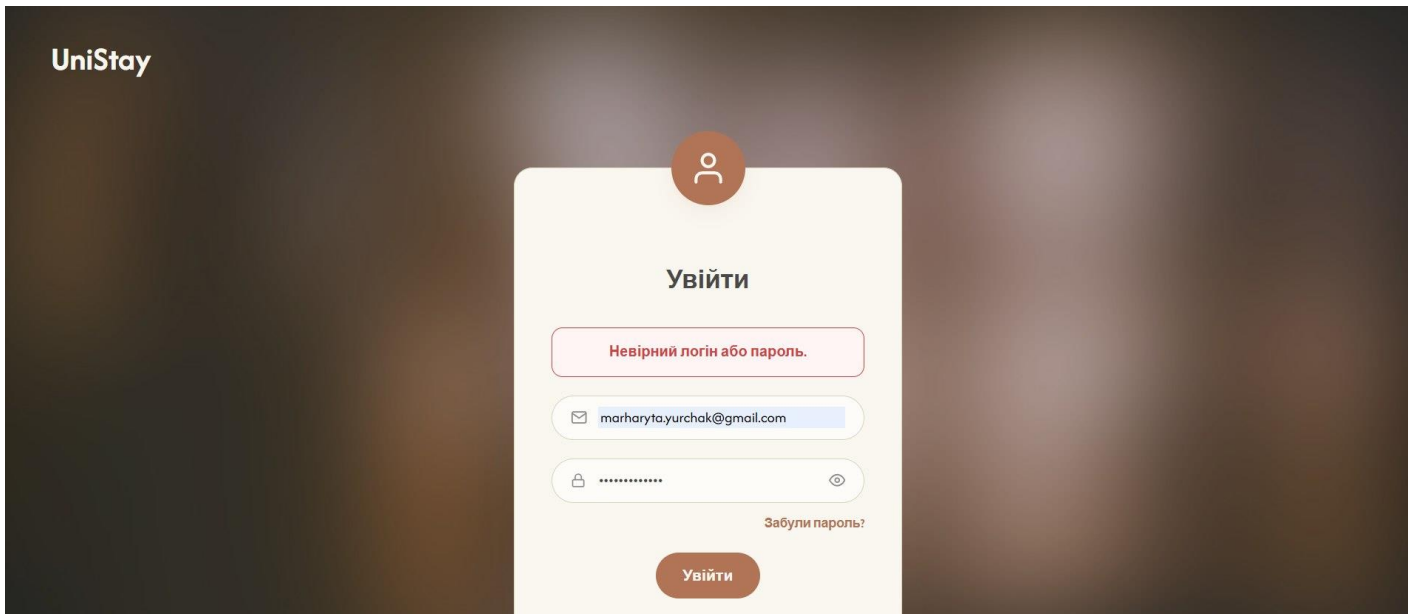 UniStay
Увійти
Невірний логін або пароль.
marharyta.yurchak@gmail.com
•••••••••••••
Забули пароль?
Увійти